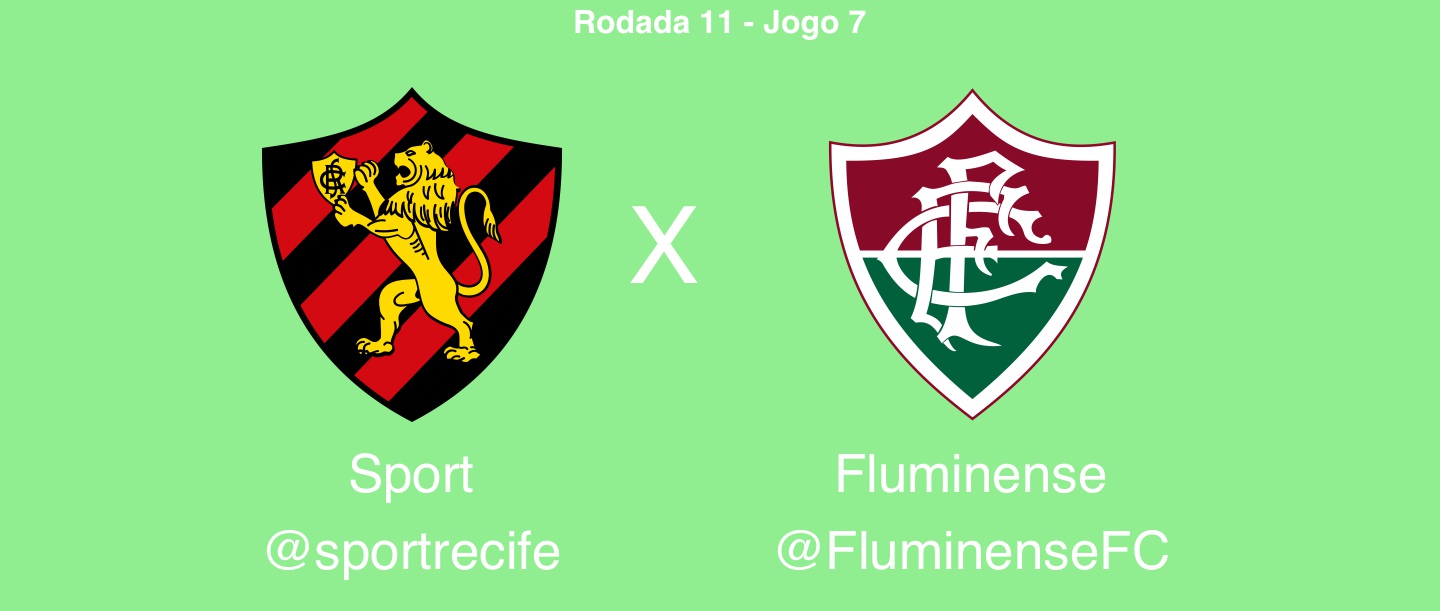 Rodada 11 - Jogo 7
X
Sport
Fluminense
@sportrecife
@FluminenseFC